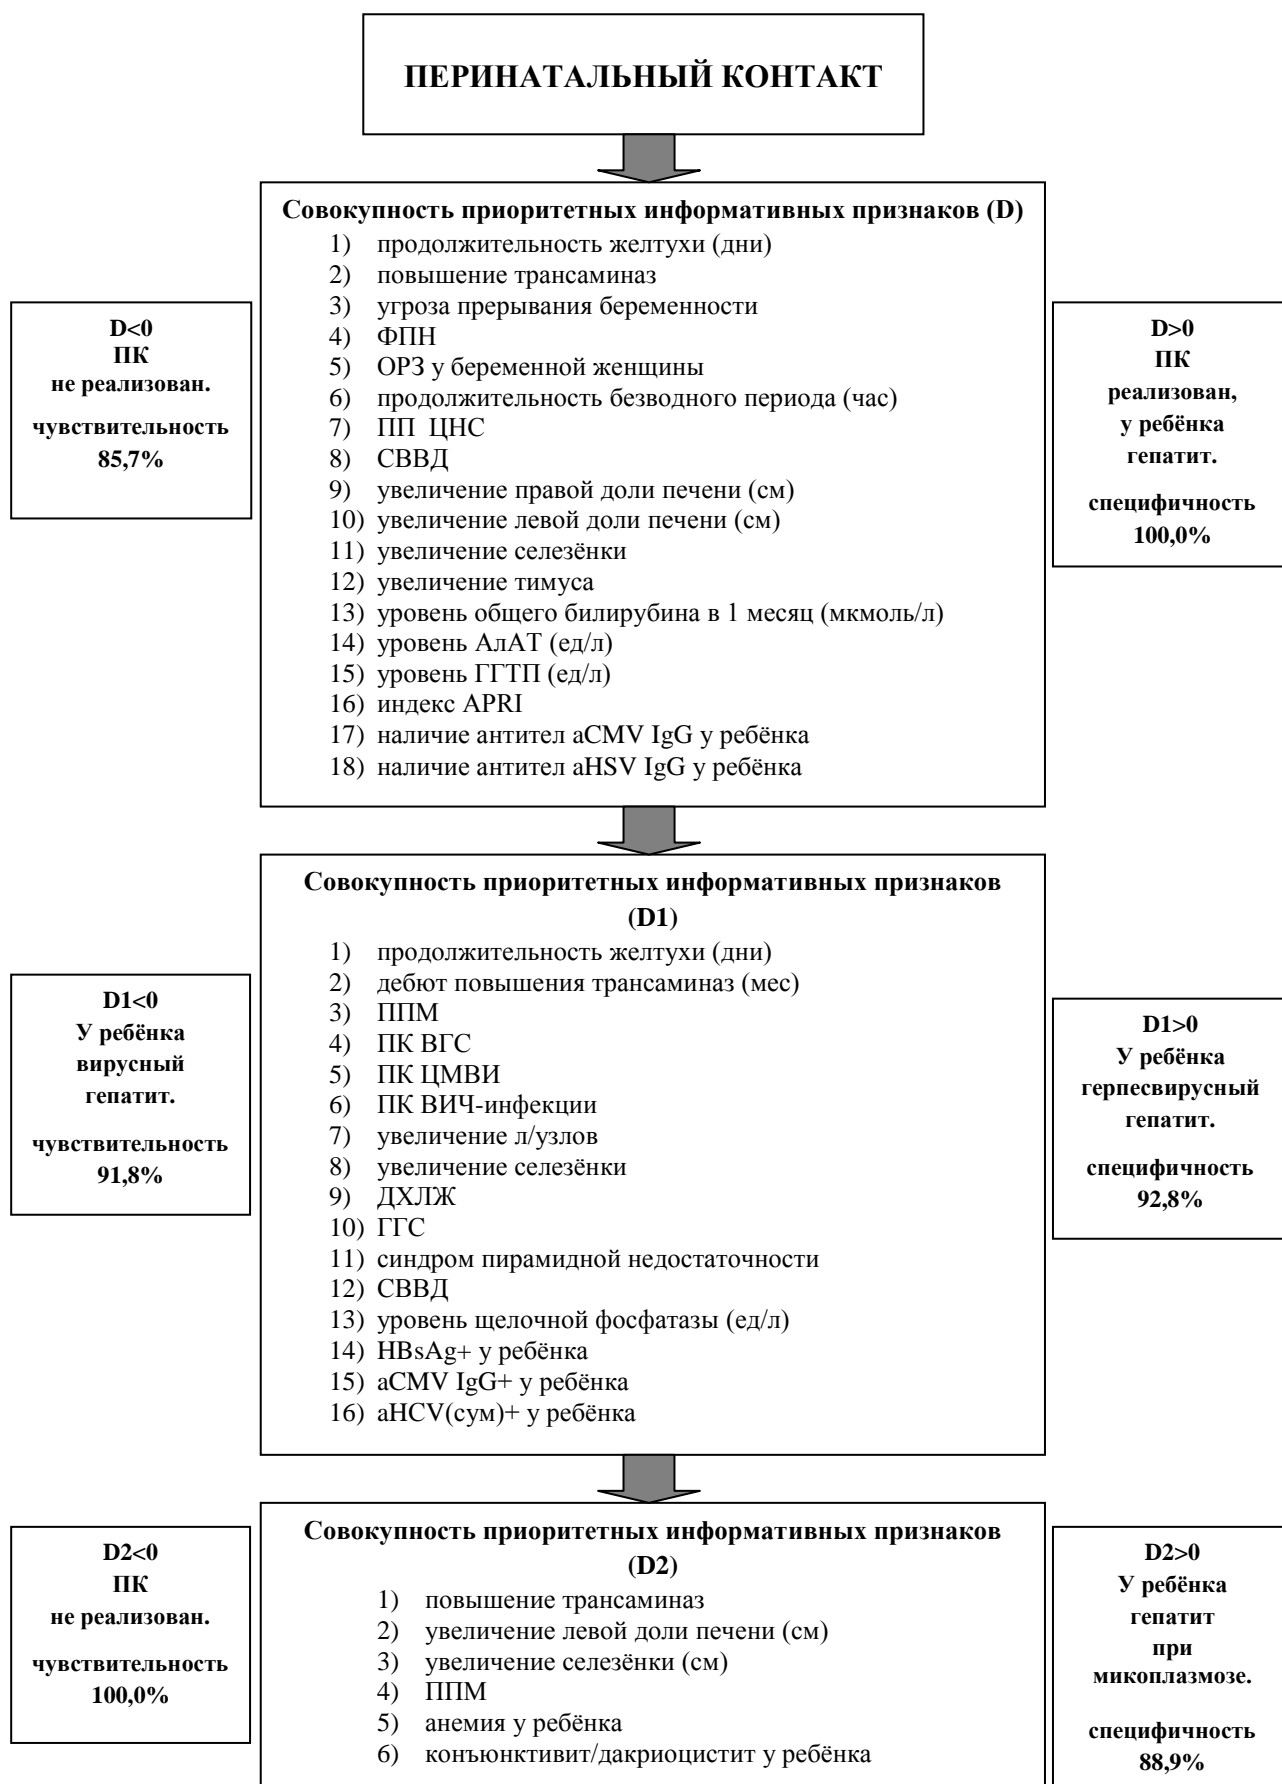 ПЕРИНАТАЛЬНЫЙ КОНТАКТ
Совокупность приоритетных информативных признаков (D)
1) продолжительность желтухи (дни)
2) повышение трансаминаз
3) угроза прерывания беременности
4) ФПН
5) ОРЗ у беременной женщины
6) продолжительность безводного периода (час)
7) ПП ЦНС
8) СВВД
9) увеличение правой доли печени (см)
10) увеличение левой доли печени (см)
11) увеличение селезёнки
12) увеличение тимуса
13) уровень общего билирубина в 1 месяц (мкмоль/л)
14) уровень АлАТ (ед/л)
15) уровень ГГТП (ед/л)
16) индекс APRI
17) наличие антител aCMV IgG у ребёнка
18) наличие антител aHSV IgG у ребёнка
D<0
ПК
не реализован.
чувствительность
85,7%
D>0
ПК
реализован,
у ребёнка
гепатит.
специфичность
100,0%
Совокупность приоритетных информативных признаков
(D1)
1) продолжительность желтухи (дни)
2) дебют повышения трансаминаз (мес)
3) ППМ
4) ПК ВГС
5) ПК ЦМВИ
6) ПК ВИЧ-инфекции
7) увеличение л/узлов
8) увеличение селезёнки
9) ДХЛЖ
10) ГГС
11) синдром пирамидной недостаточности
12) СВВД
13) уровень щелочной фосфатазы (ед/л)
14) HBsAg+ у ребёнка
15) aCMV IgG+ у ребёнка
16) aHCV(сум)+ у ребёнка
D1<0
У ребёнка
вирусный
гепатит.
чувствительность
91,8%
D1>0
У ребёнка
герпесвирусный
гепатит.
специфичность
92,8%
Совокупность приоритетных информативных признаков
(D2)
1) повышение трансаминаз
2) увеличение левой доли печени (см)
3) увеличение селезёнки (см)
4) ППМ
5) анемия у ребёнка
6) конъюнктивит/дакриоцистит у ребёнка
D2<0
ПК
не реализован.
чувствительность
100,0%
D2>0
У ребёнка
гепатит
при
микоплазмозе.
специфичность
88,9%